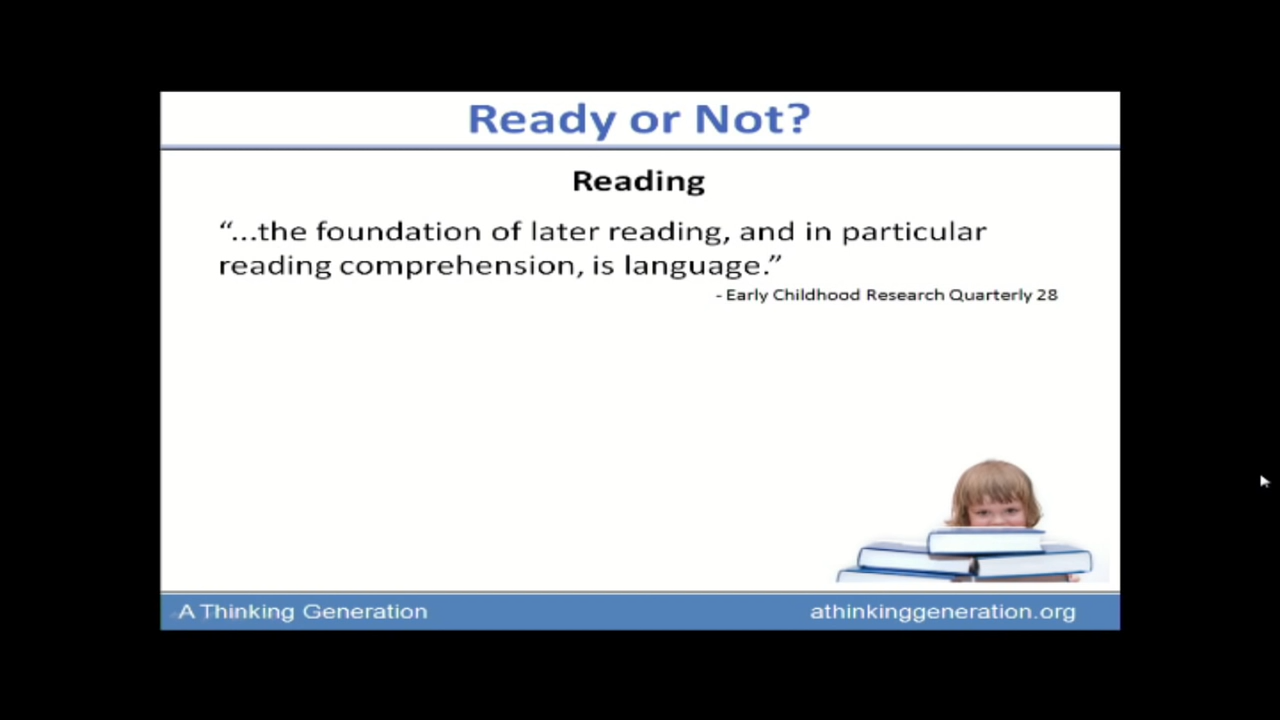 Ready or Not?
Reading
“...the foundation of later reading, and in particular
reading comprehension, is language.”
- Early Childhood Research Quarterly 28
A Thinking Generation
athinkinggeneration.org